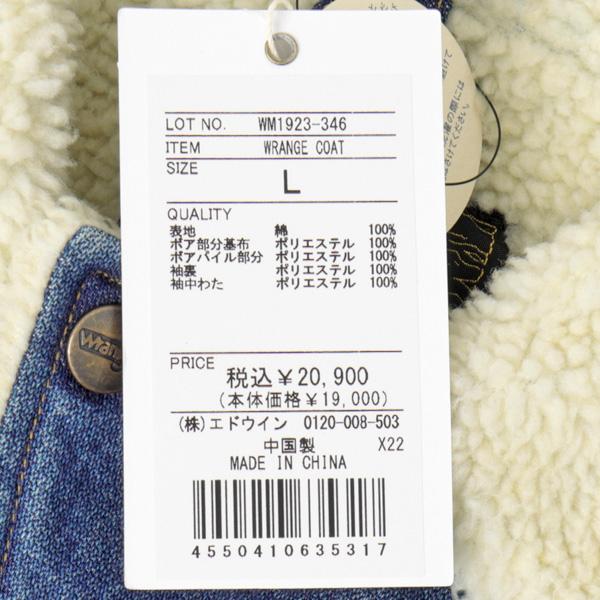 LOT NO. WM1923-346
ITEM WRANGE COAT
SIZE L
QUALITY
表地 綿 100%
ボア部分基布 ポリエステル 100%
ボアパイル部分 ポリエステル 100%
袖裏 ポリエステル 100%
袖中わた ポリエステル 100%
PRICE 税込￥20,900
(本体価格￥19,000)
(株)エドウイン 0120-008-503
中国製 X22
MADE IN CHINA
4550410635317
Wrang